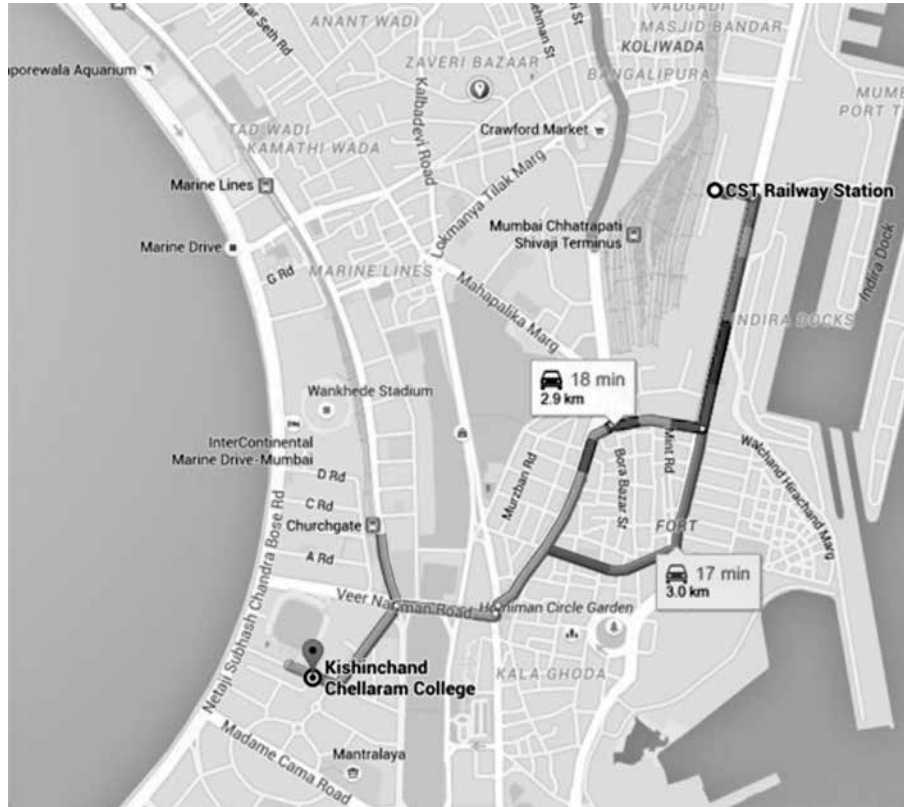 ANANT WADI
VADGADI
MASJID BANDAR
KOLIWADA
ZAVERI BAZAAR
BANGALIPURA
Aquarium
Kalbadevi Road
Crawford Market
TAD WADI
KAMATHI WADA
Marine Lines
Lokmanya Tilak Marg
CST Railway Station
Mumbai Chhatrapati
Shivaji Terminus
Marine Drive
G Rd
MARINE LINES
Mahapalika Marg
Indira Dock
INDIRA DOCKS
18 min
2.9 km
Wankhede Stadium
InterContinental
Marine Drive-Mumbai
D Rd
C Rd
Churchgate
A Rd
Murzban Rd
Bora Bazar St
Mint Rd
Walchand Hirachand Marg
FORT
17 min
3.0 km
Netaji Subhash Chandra Bose Rd
Veer Nariman Road
Horniman Circle Garden
Kishinchand
Chellaram College
KALA GHODA
Madame Cama Road
Mantralaya